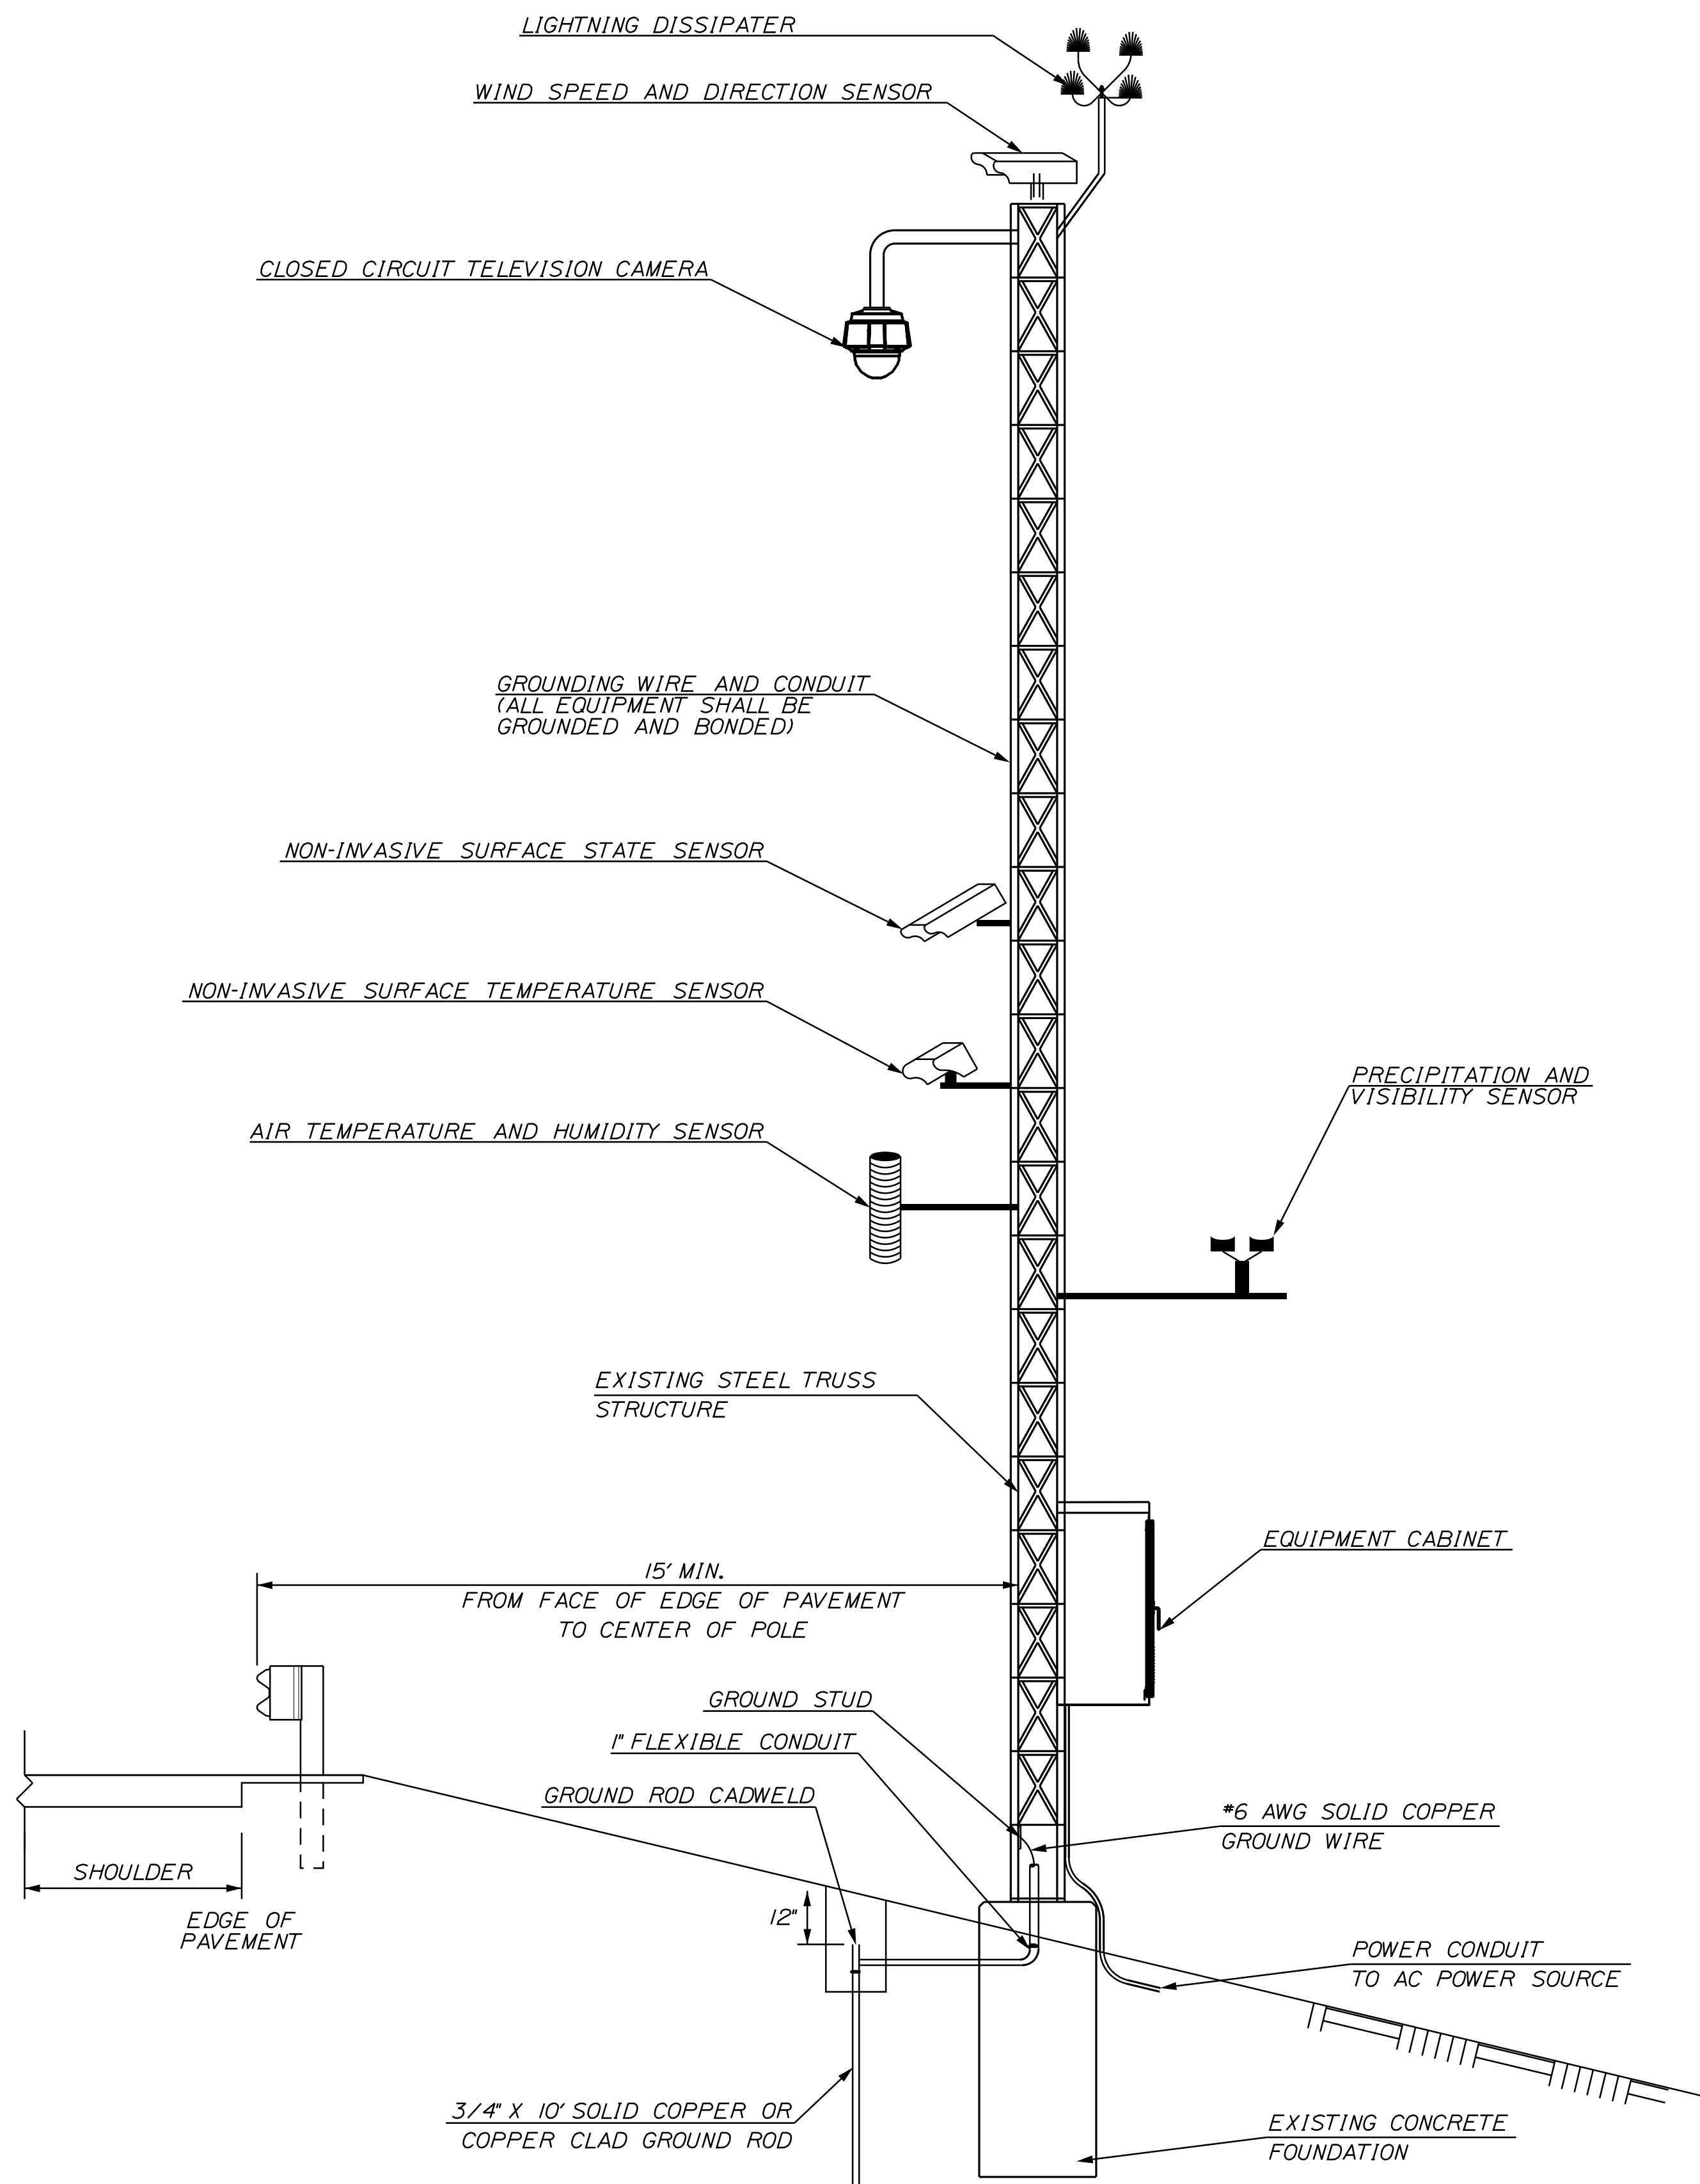 LIGHTNING DISSIPATER
WIND SPEED AND DIRECTION SENSOR
CLOSED CIRCUIT TELEVISION CAMERA
GROUNDING WIRE AND CONDUIT
(ALL EQUIPMENT SHALL BE
GROUNDED AND BONDED)
NON-INVASIVE SURFACE STATE SENSOR
NON-INVASIVE SURFACE TEMPERATURE SENSOR
PRECIPITATION AND
VISIBILITY SENSOR
AIR TEMPERATURE AND HUMIDITY SENSOR
EXISTING STEEL TRUSS
STRUCTURE
EQUIPMENT CABINET
15' MIN.
FROM FACE OF EDGE OF PAVEMENT
TO CENTER OF POLE
GROUND STUD
1" FLEXIBLE CONDUIT
GROUND ROD CADWELD
#6 AWG SOLID COPPER
GROUND WIRE
SHOULDER
12"
EDGE OF
PAVEMENT
POWER CONDUIT
TO AC POWER SOURCE
3/4" X 10' SOLID COPPER OR
COPPER CLAD GROUND ROD
EXISTING CONCRETE
FOUNDATION